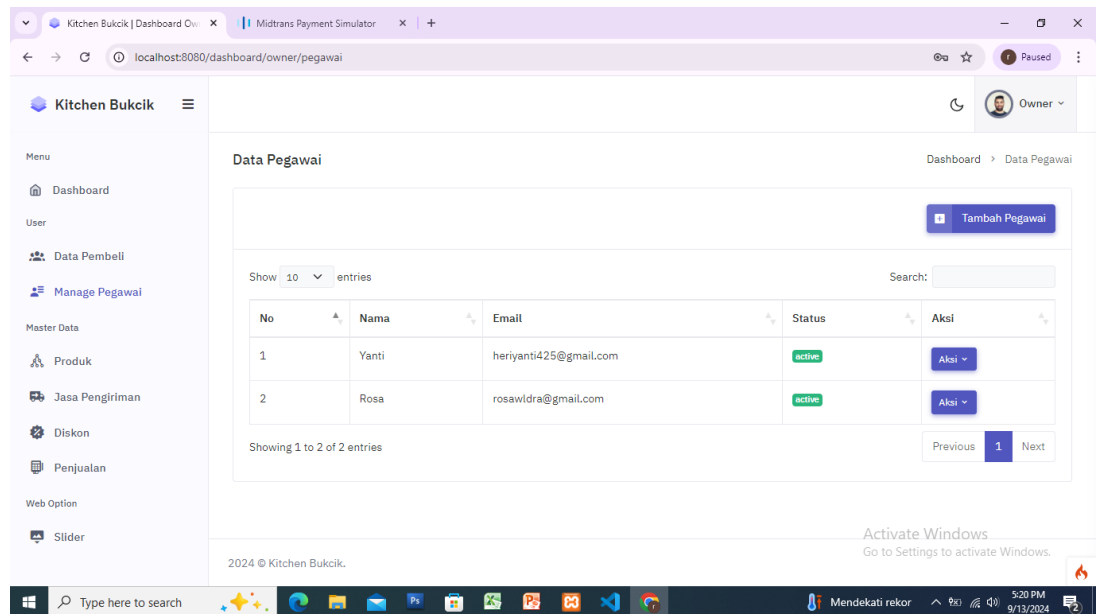 Kitchen Bukcik | Dashboard Ow
Midtrans Payment Simulator
localhost:8080/dashboard/owner/pegawai
Paused
Kitchen Bukcik
Owner
Menu
Dashboard
User
Data Pembeli
Manage Pegawai
Master Data
Produk
Jasa Pengiriman
Diskon
Penjualan
Web Option
Slider
Data Pegawai
Dashboard > Data Pegawai
Tambah Pegawai
Show 10 entries
Search:
No Nama Email Status Aksi
1 Yanti heriyanti425@gmail.com active Aksi
2 Rosa rosawldra@gmail.com active Aksi
Showing 1 to 2 of 2 entries
Previous 1 Next
Activate Windows
Go to Settings to activate Windows.
2024 © Kitchen Bukcik.
Type here to search
Ps
Mendekati rekor
5:20 PM
9/13/2024
2